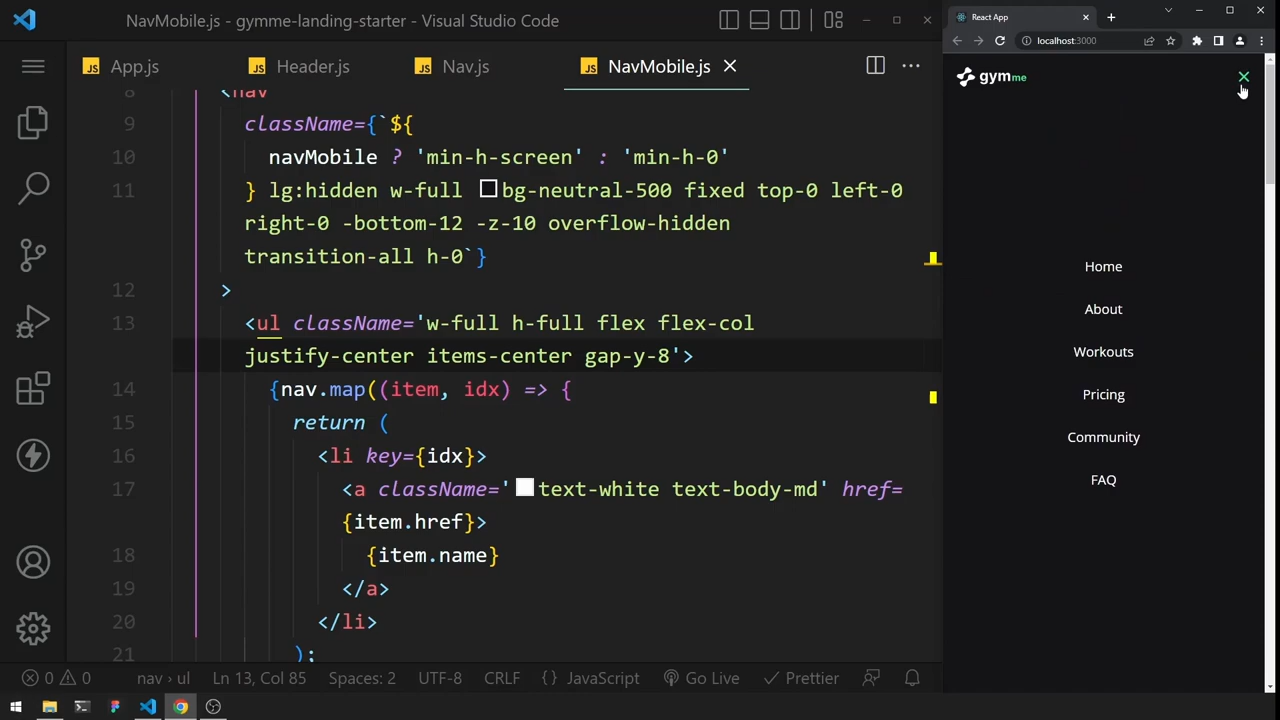 NavMobile.js - gymme-landing-starter - Visual Studio Code
JS App.js
JS Header.js
JS Nav.js
JS NavMobile.js
8 <nav
9 className={`${
10 navMobile ? 'min-h-screen' : 'min-h-0'
11 } lg:hidden w-full bg-neutral-500 fixed top-0 left-0
right-0 -bottom-12 -z-10 overflow-hidden
transition-all h-0`}
12 >
13 <ul className='w-full h-full flex flex-col
justify-center items-center gap-y-8'>
14 {nav.map((item, idx) => {
15 return (
16 <li key={idx}>
17 <a className='text-white text-body-md' href=
{item.href}>
18 {item.name}
19 </a>
20 </li>
21 );
0 0
nav › ul
Ln 13, Col 85
Spaces: 2
UTF-8
CRLF
{} JavaScript
Go Live
Prettier
React App
localhost:3000
gymme
Home
About
Workouts
Pricing
Community
FAQ